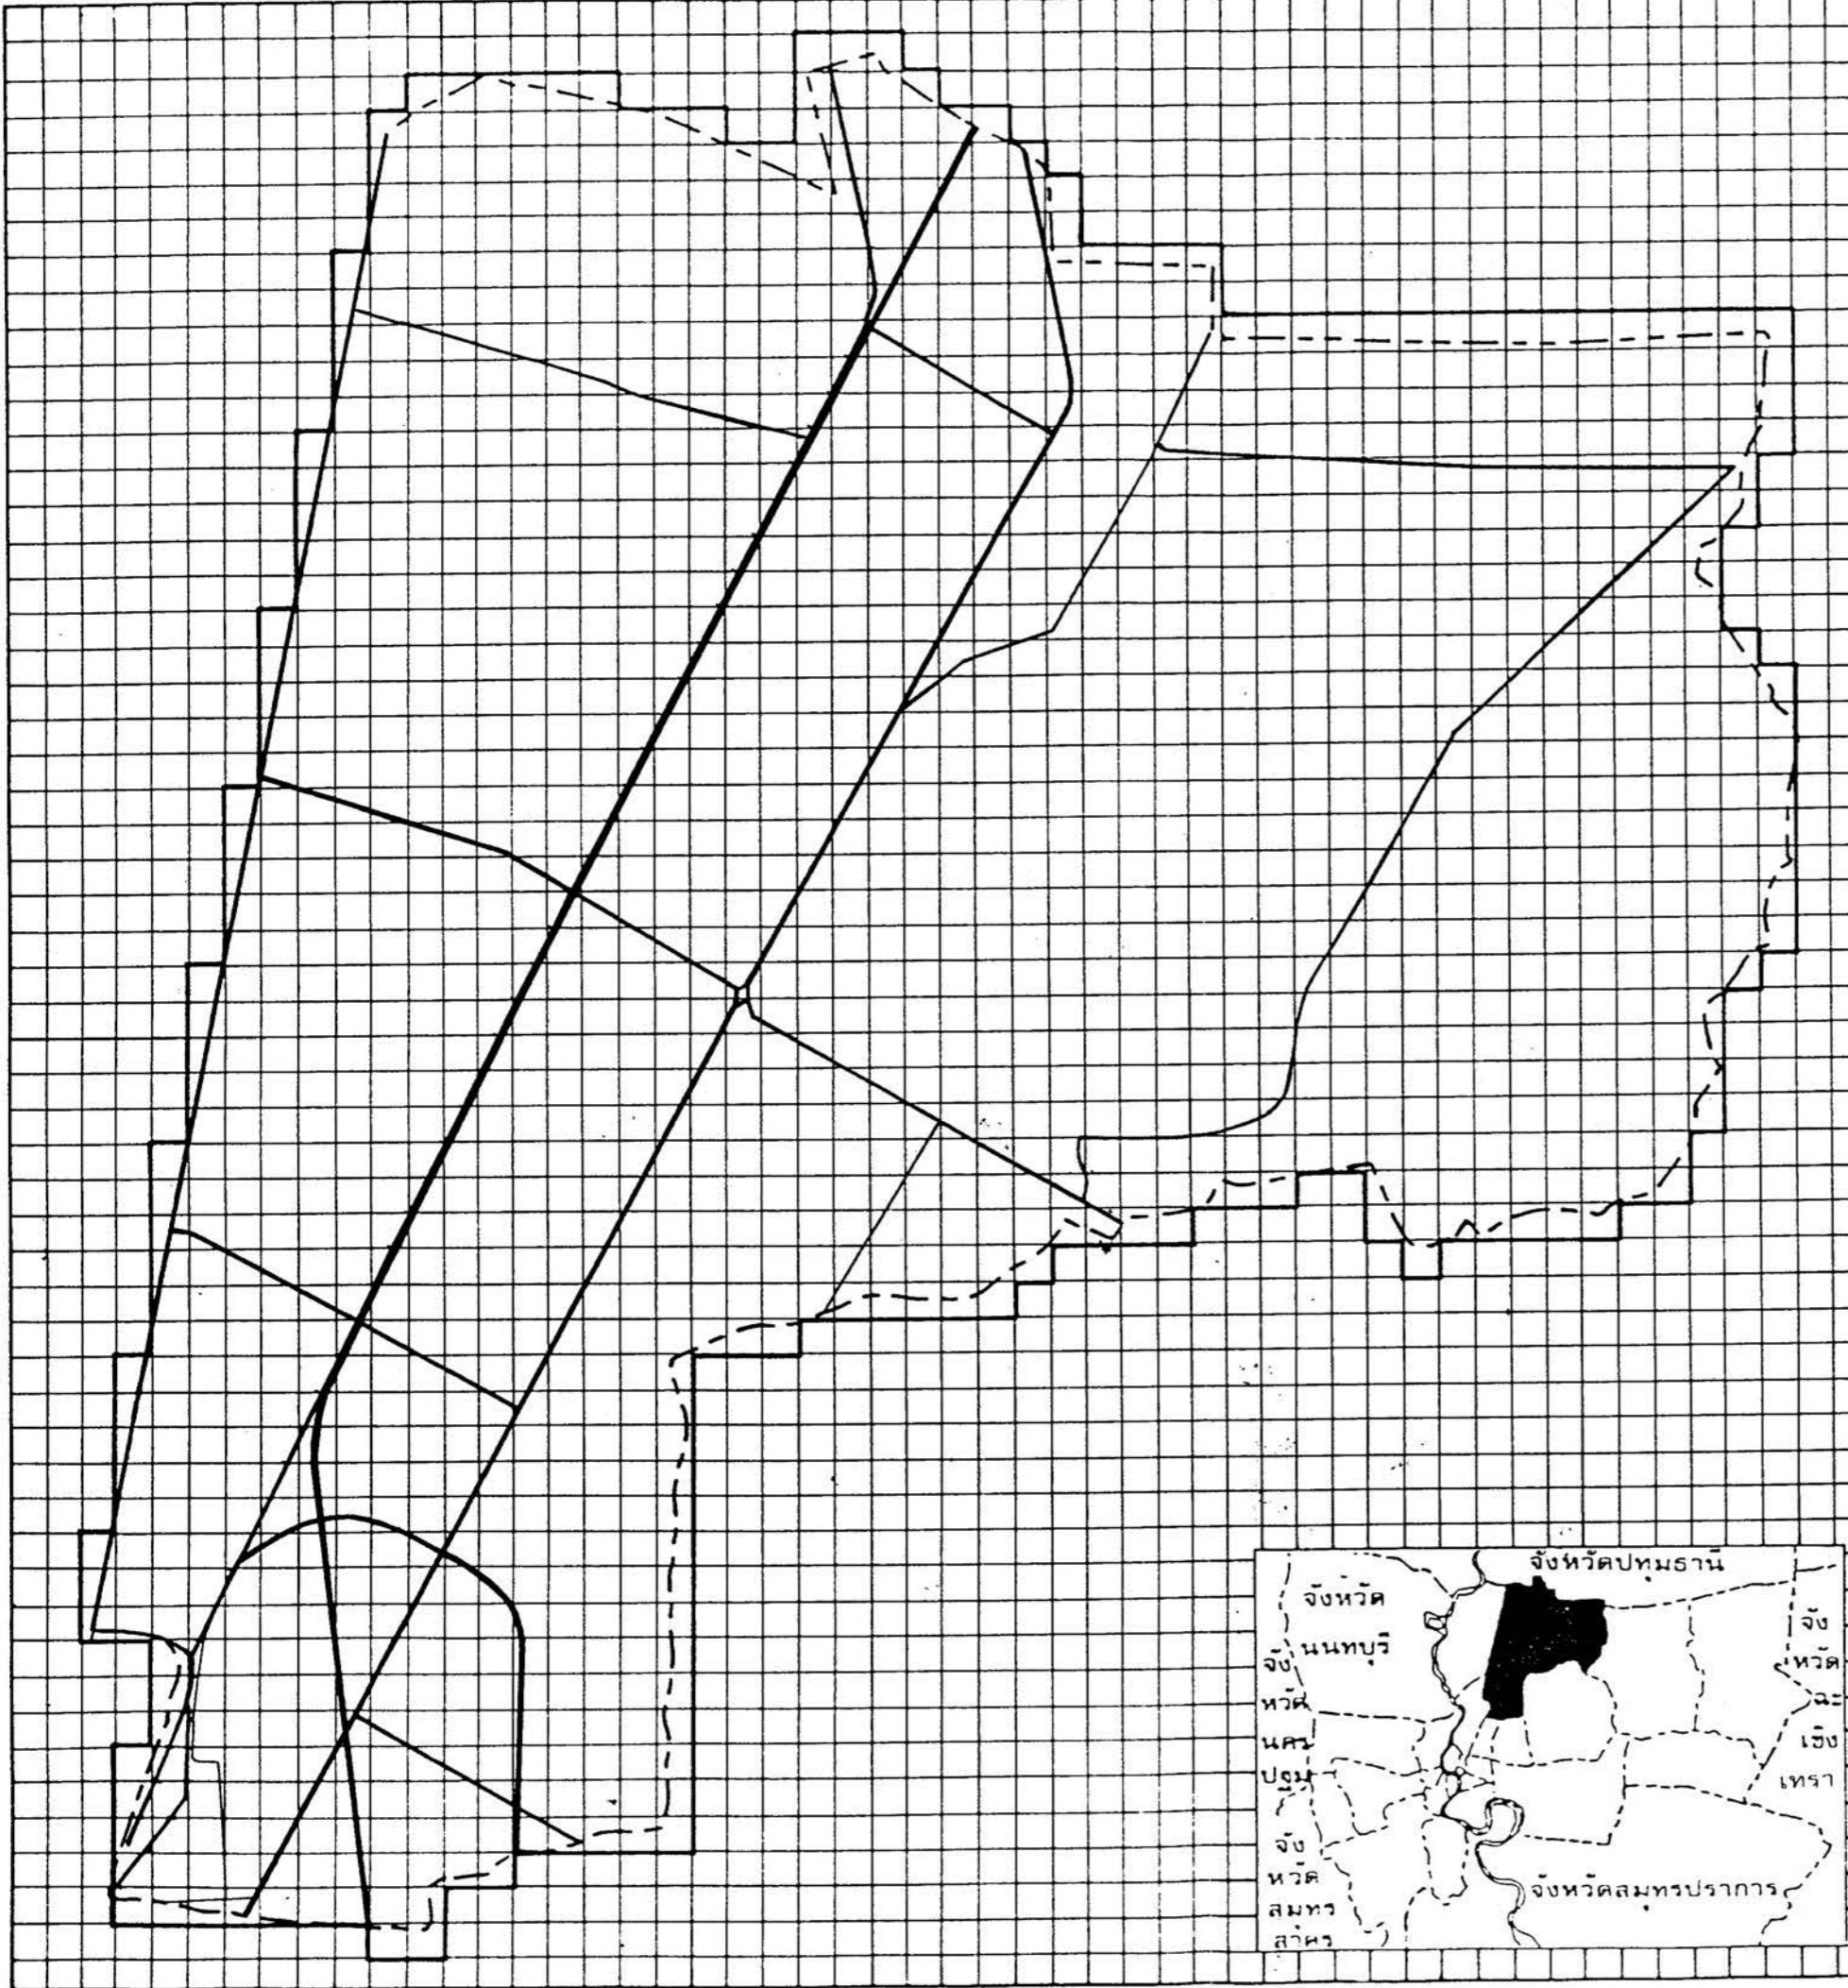 จังหวัดปทุมธานี
จังหวัด
นนทบุรี
จัง
หวัด
นคร
ปฐม
จัง
หวัด
ฉะ
เชิง
เทรา
จัง
หวัด
สมุทร
สาคร
จังหวัดสมุทรปราการ